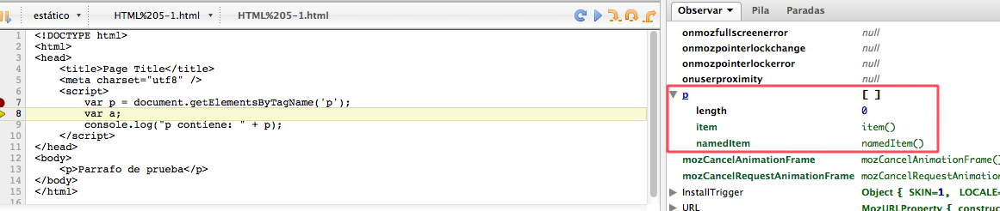 estático HTML%205-1.html HTML%205-1.html
1 <!DOCTYPE html>
2 <html>
3 <head>
4 <title>Page Title</title>
5 <meta charset="utf8" />
6 <script>
7 var p = document.getElementsByTagName('p');
8 var a;
9 console.log("p contiene: " + p);
10 </script>
11 </head>
12 <body>
13 <p>Parrafo de prueba</p>
14 </body>
15 </html>
Observar Pila Paradas
onmozfullscreenerror null
onmozpointerlockchange null
onmozpointerlockerror null
onuserproximity null
p [ ]
length 0
item item()
namedItem namedItem()
mozCancelAnimationFrame mozCancelAnimationFrame()
mozCancelRequestAnimationFrame mozCancelRequestAnimation
InstallTrigger Object { SKIN=1, LOCALE=
URL MozURLProperty { construc